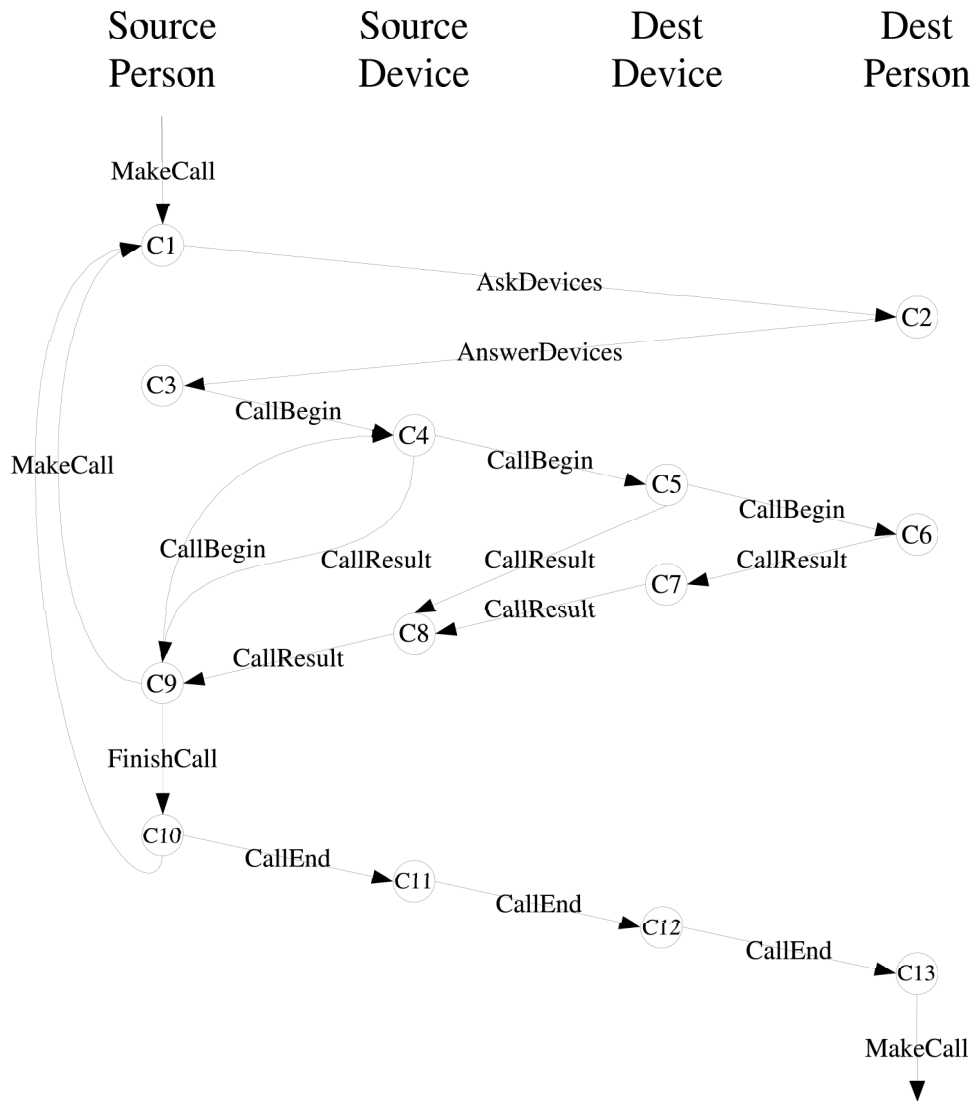 Source Source Dest Dest
Person Device Device Person
MakeCall
C1
AskDevices
C2
AnswerDevices
C3
CallBegin
C4
CallBegin
MakeCall
C5
CallBegin
C6
CallBegin
CallResult
CallResult
CallResult
C7
CallResult
C8
CallResult
C9
FinishCall
C10
CallEnd
C11
CallEnd
C12
CallEnd
C13
MakeCall